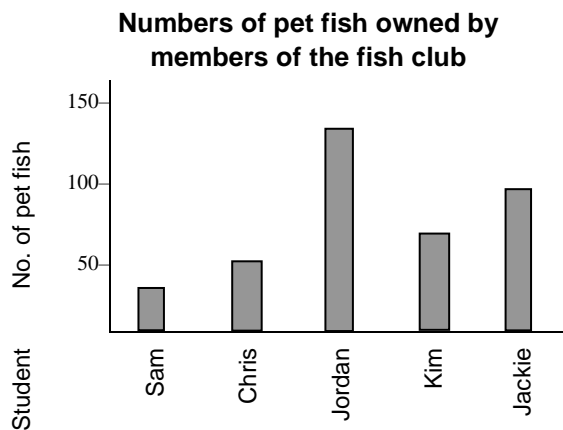 Numbers of pet fish owned by
members of the fish club
No. of pet fish
150
100
50
Student
Sam
Chris
Jordan
Kim
Jackie